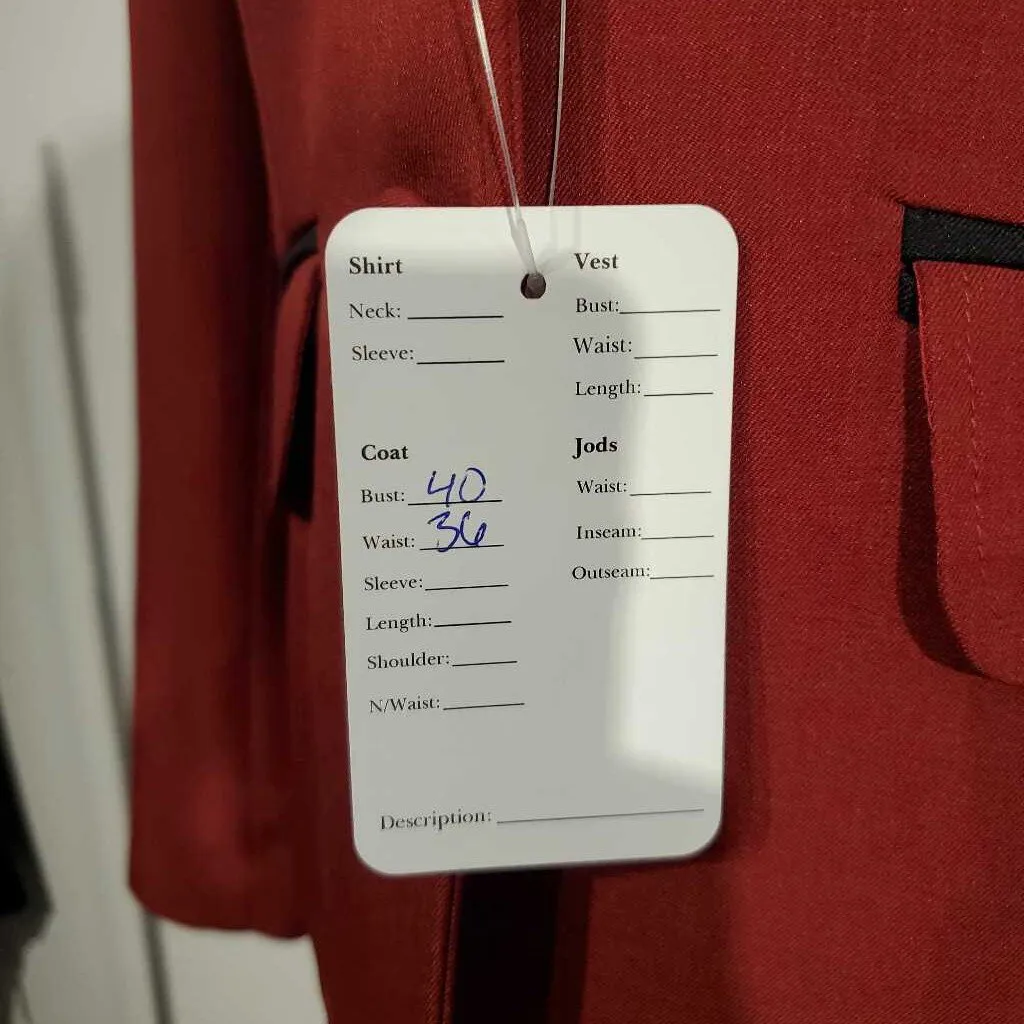 Shirt
Neck:
Sleeve:
Vest
Bust:
Waist:
Length:
Coat
Bust: 40
Waist: 36
Sleeve:
Length:
Shoulder:
N/Waist:
Jods
Waist:
Inseam:
Outseam:
Description: